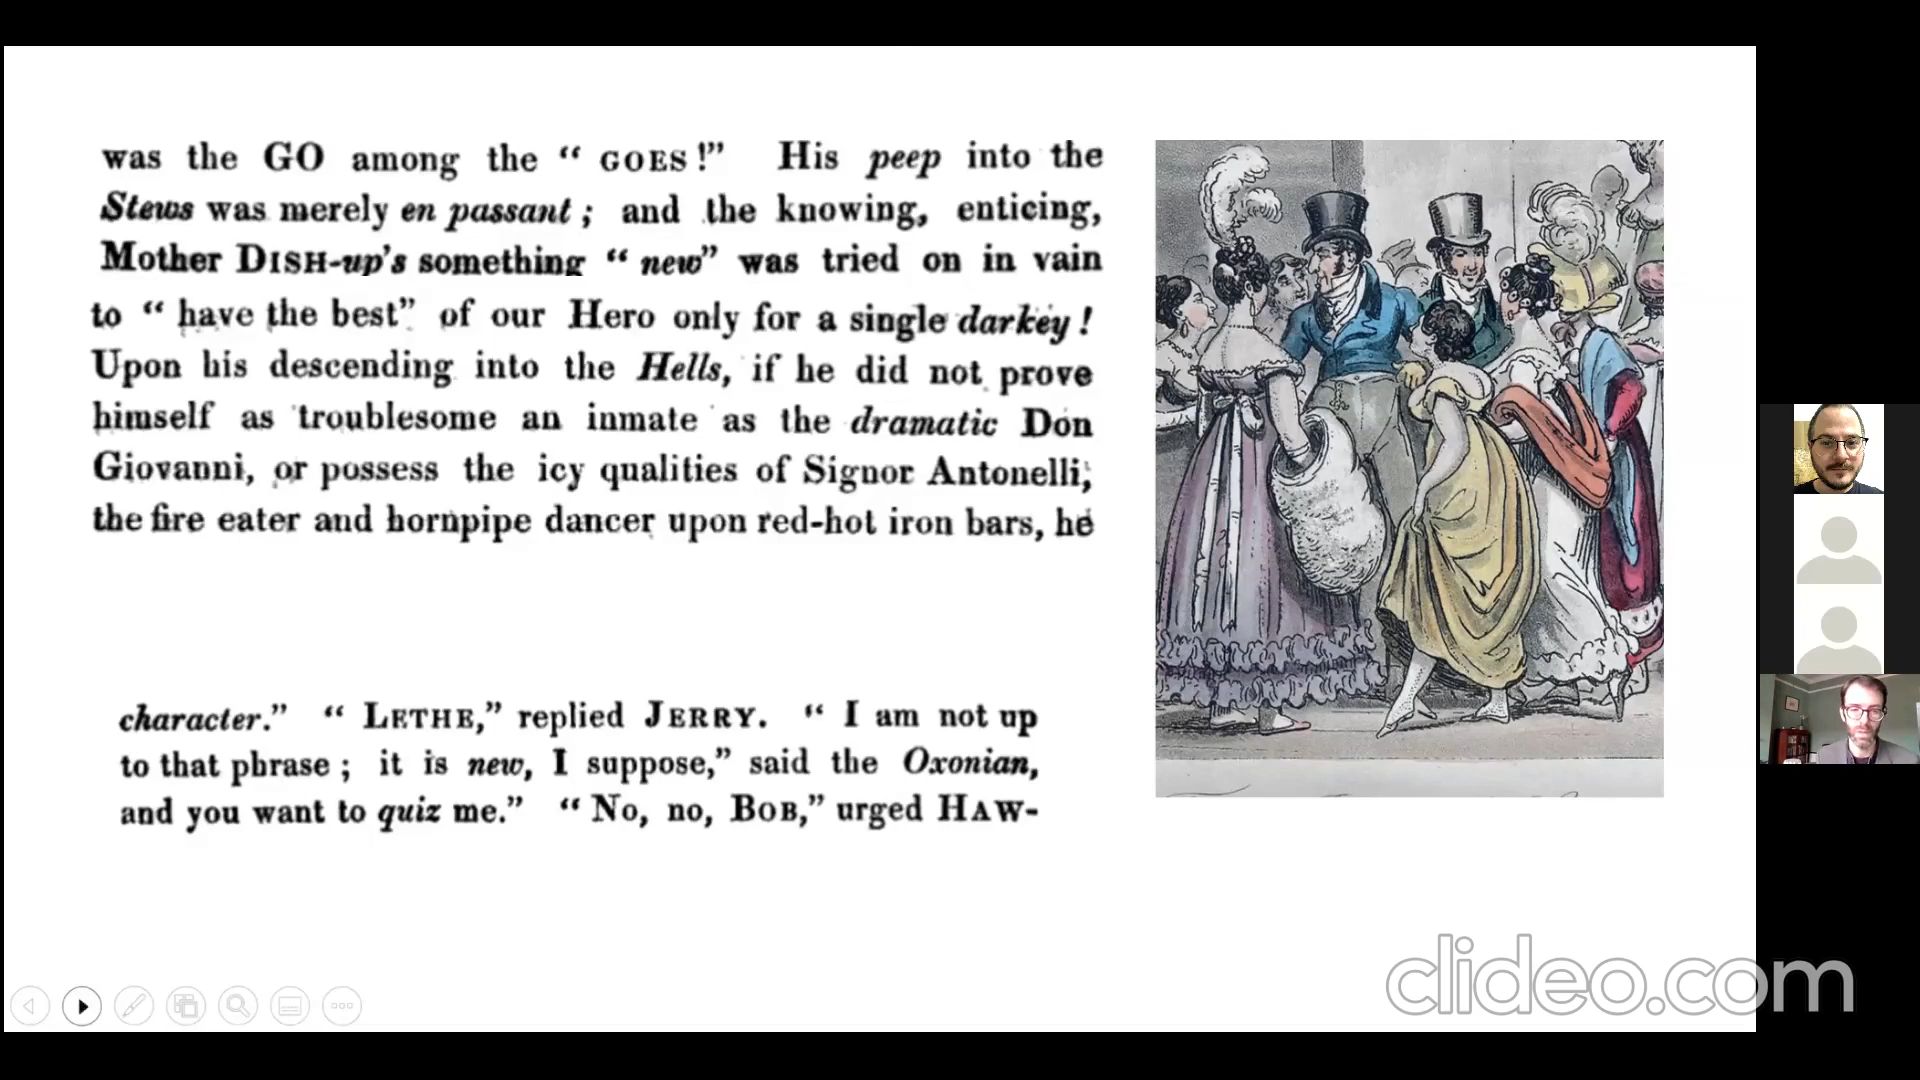 was the GO among the “ GOES !” His peep into the
Stews was merely en passant ; and the knowing, enticing,
Mother DISH-up's something “ new” was tried on in vain
to “ have the best” of our Hero only for a single darkey !
Upon his descending into the Hells, if he did not prove
himself as troublesome an inmate as the dramatic Don
Giovanni, or possess the icy qualities of Signor Antonelli,
the fire eater and hornpipe dancer upon red-hot iron bars, he
character.” “ LETHE,” replied JERRY. “ I am not up
to that phrase ; it is new, I suppose,” said the Oxonian,
and you want to quiz me.” “ No, no, BOB,” urged HAW-
clideo.com